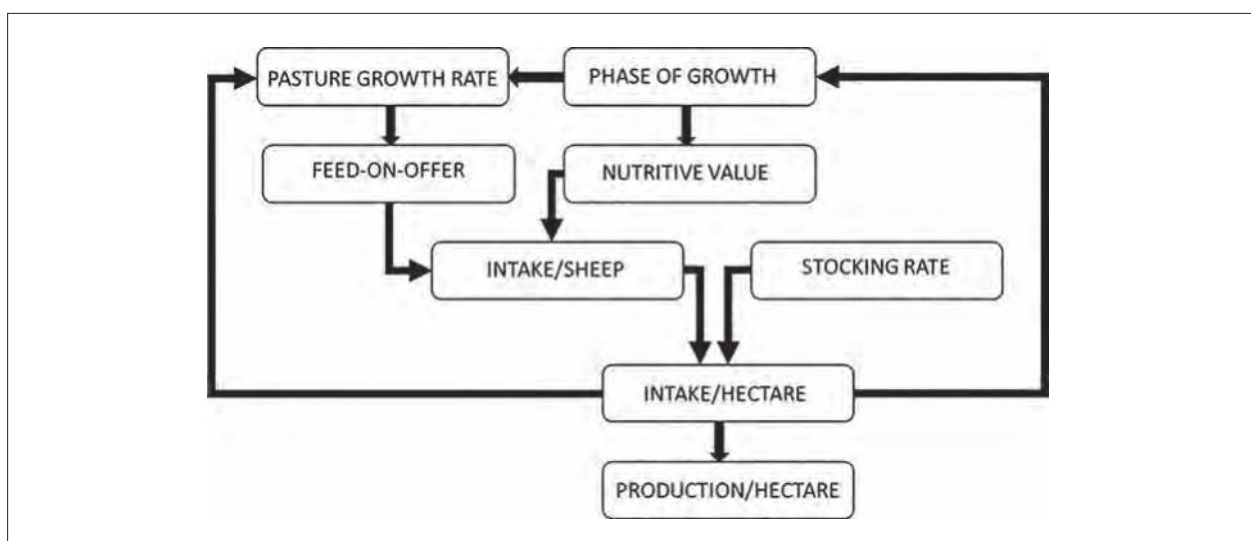 PASTURE GROWTH RATE
PHASE OF GROWTH
FEED-ON-OFFER
NUTRITIVE VALUE
INTAKE/SHEEP
STOCKING RATE
INTAKE/HECTARE
PRODUCTION/HECTARE